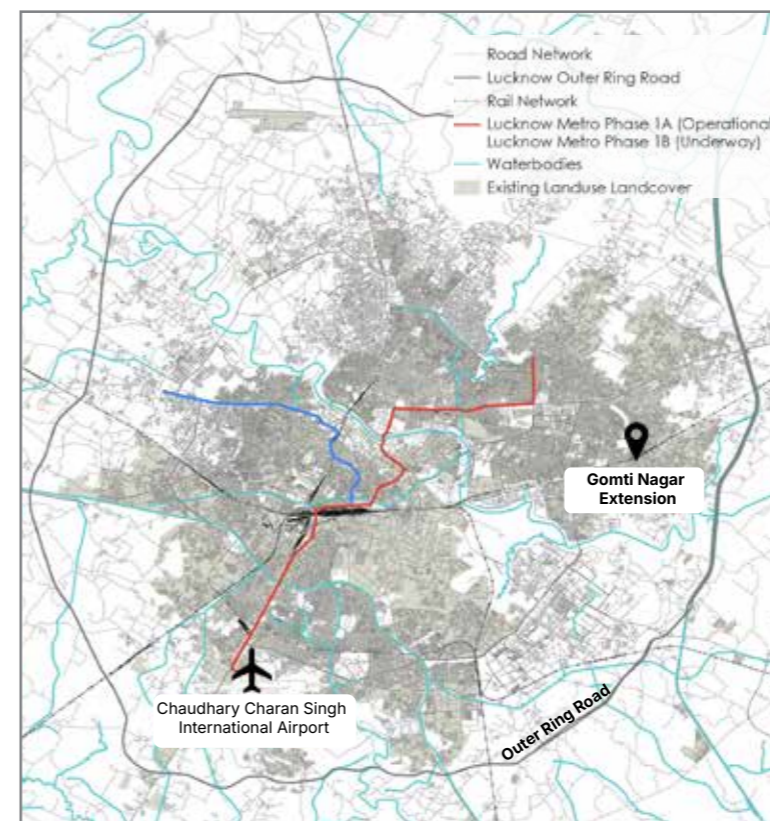 Road Network
Lucknow Outer Ring Road
Rail Network
Lucknow Metro Phase 1A (Operational
Lucknow Metro Phase 1B (Underway)
Waterbodies
Existing Landuse Landcover
Gomti Nagar
Extension
Chaudhary Charan Singh
International Airport
Outer Ring Road